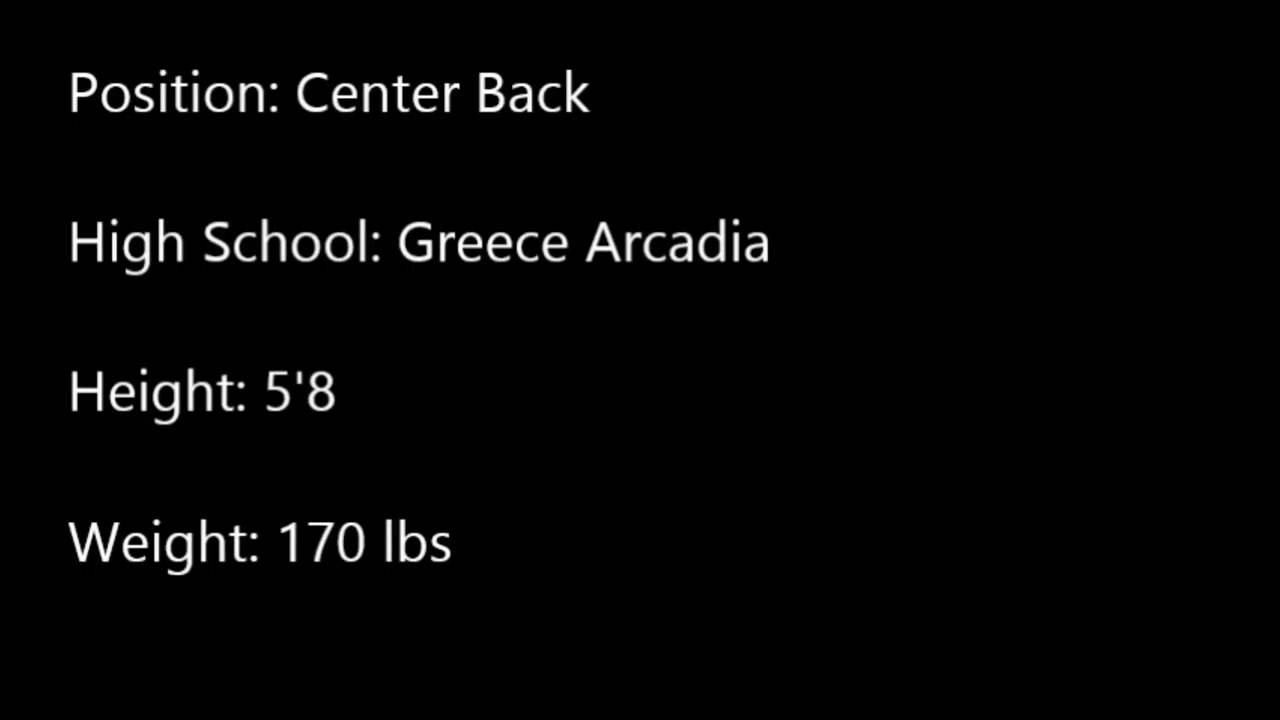 Position: Center Back
High School: Greece Arcadia
Height: 5'8
Weight: 170 lbs